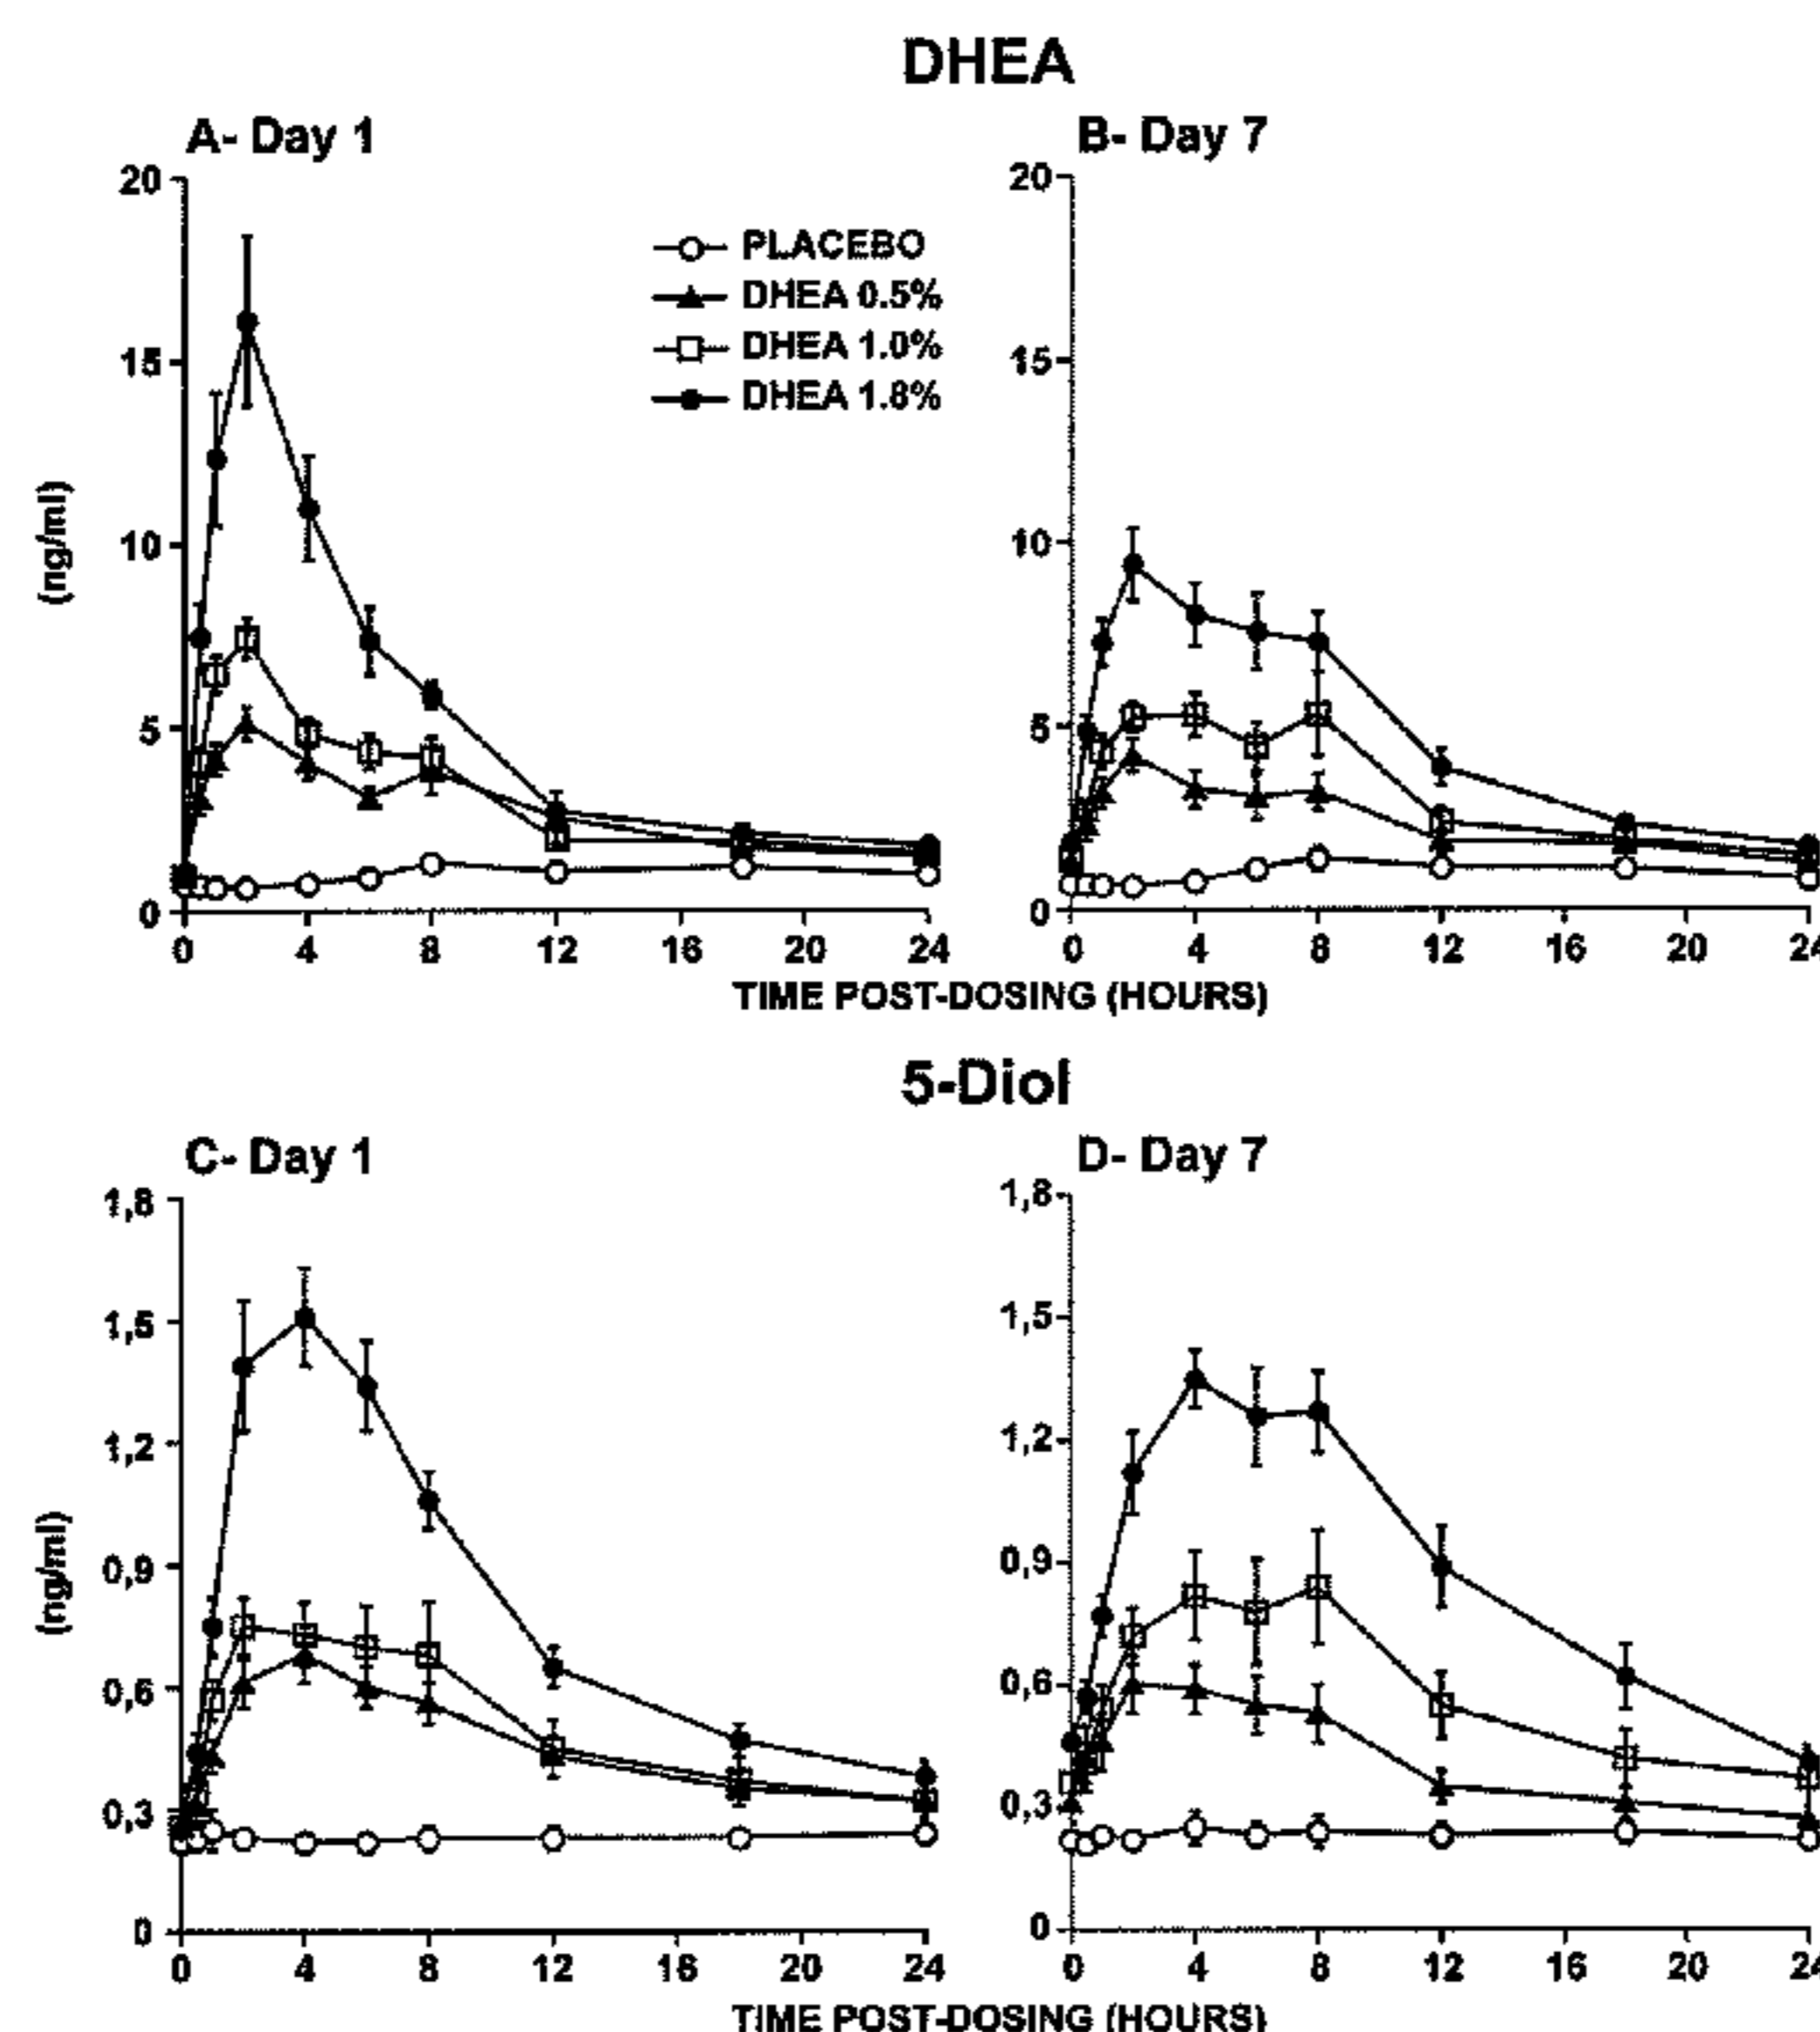 DHEA
A- Day 1
B- Day 7
20
15
10
5
0
(ng/ml)
PLACEBO
DHEA 0.5%
DHEA 1.0%
DHEA 1.8%
0 4 8 12 16 20 24
20
15
10
5
0
0 4 8 12 16 20 24
TIME POST-DOSING (HOURS)
5-Diol
C- Day 1
D- Day 7
1,8
1,5
1,2
0,9
0,6
0,3
0
(ng/ml)
0 4 8 12 16 20 24
1,8
1,5
1,2
0,9
0,6
0,3
0
0 4 8 12 16 20 24
TIME POST-DOSING (HOURS)